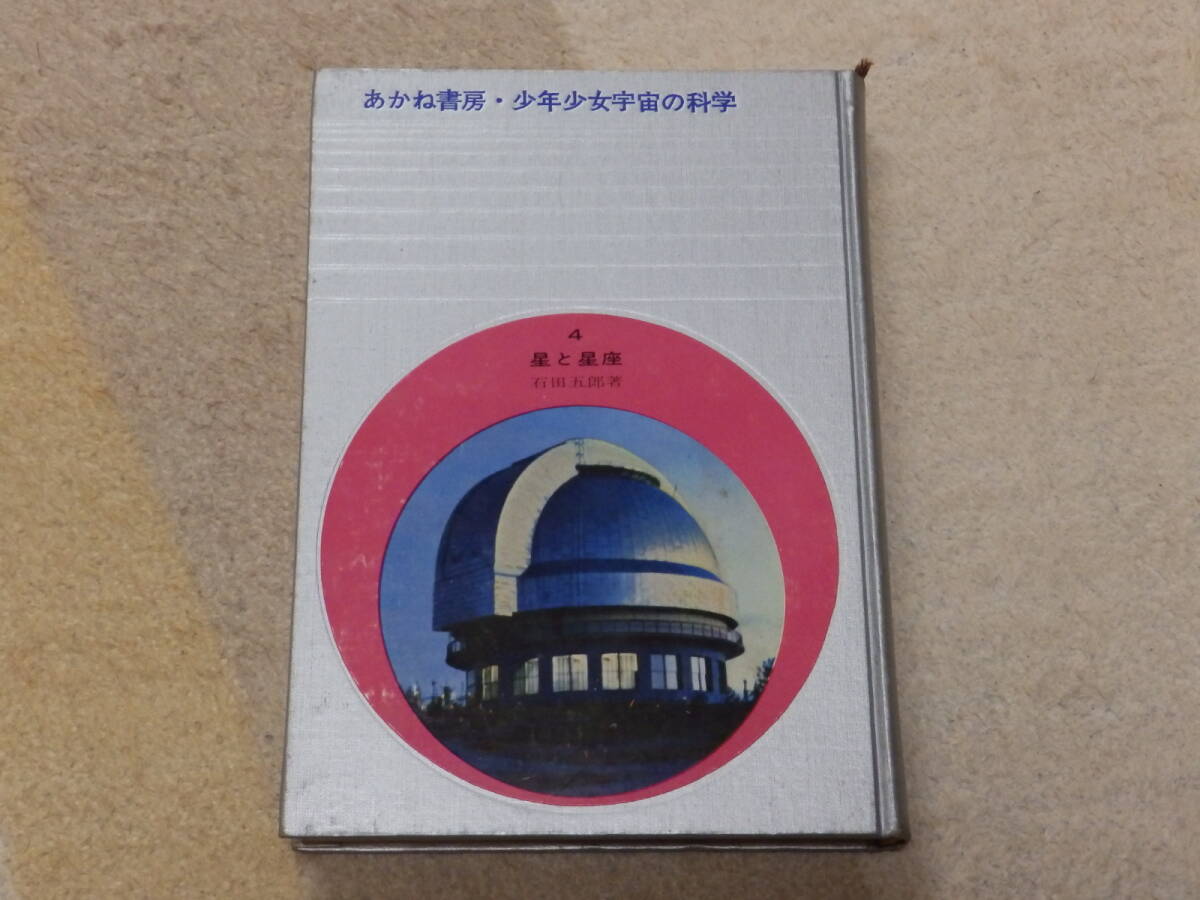 あかね書房・少年少女宇宙の科学
4
星と星座
石田五郎著